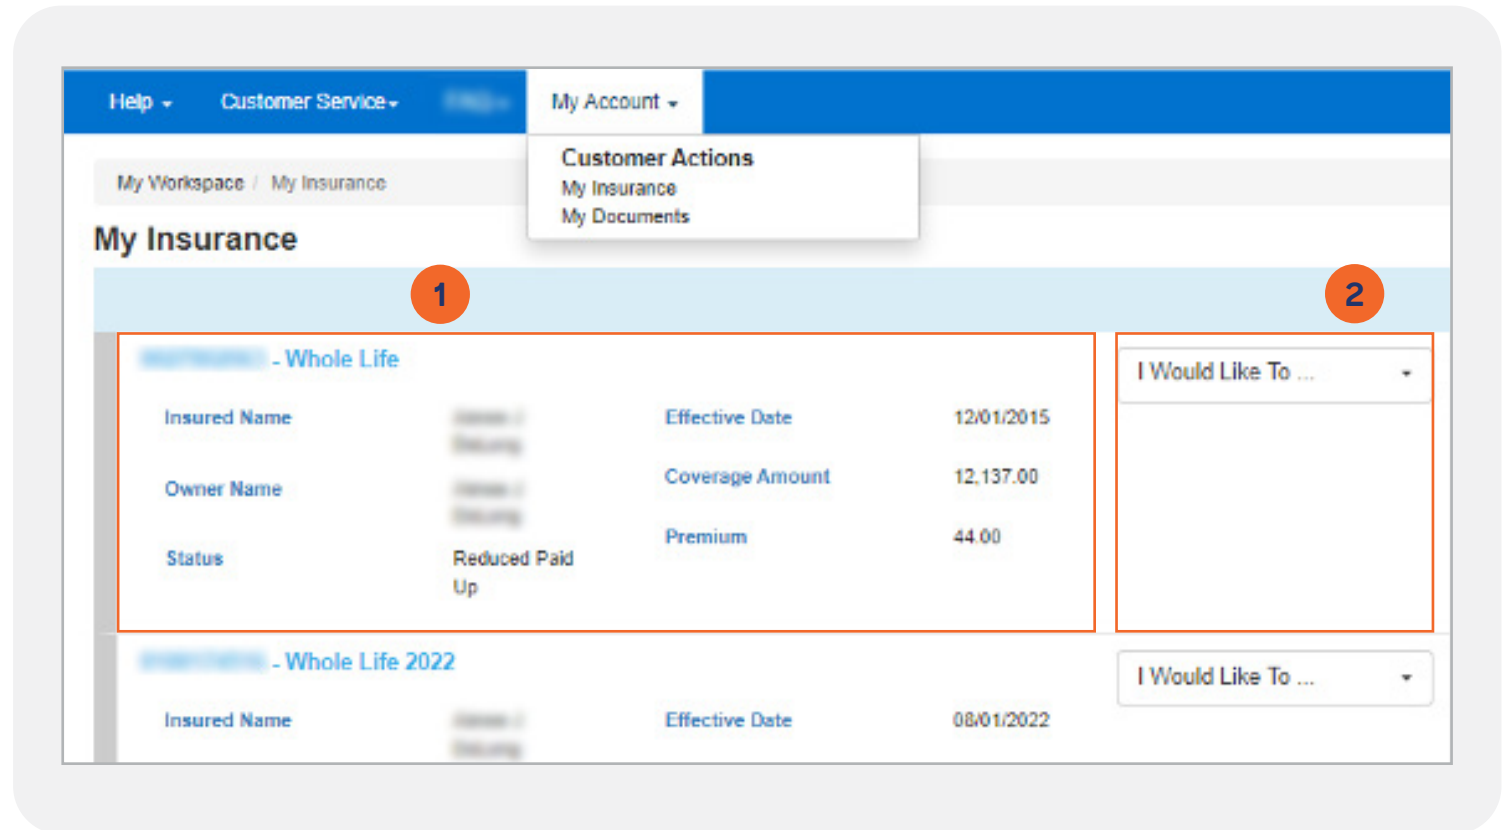 Help Customer Service My Account
Customer Actions
My Insurance
My Documents
My Workspace / My Insurance
My Insurance
1
2
- Whole Life
I Would Like To ...
Insured Name
Effective Date 12/01/2015
Owner Name
Coverage Amount 12,137.00
Status Reduced Paid Up
Premium 44.00
- Whole Life 2022
I Would Like To ...
Insured Name
Effective Date 08/01/2022